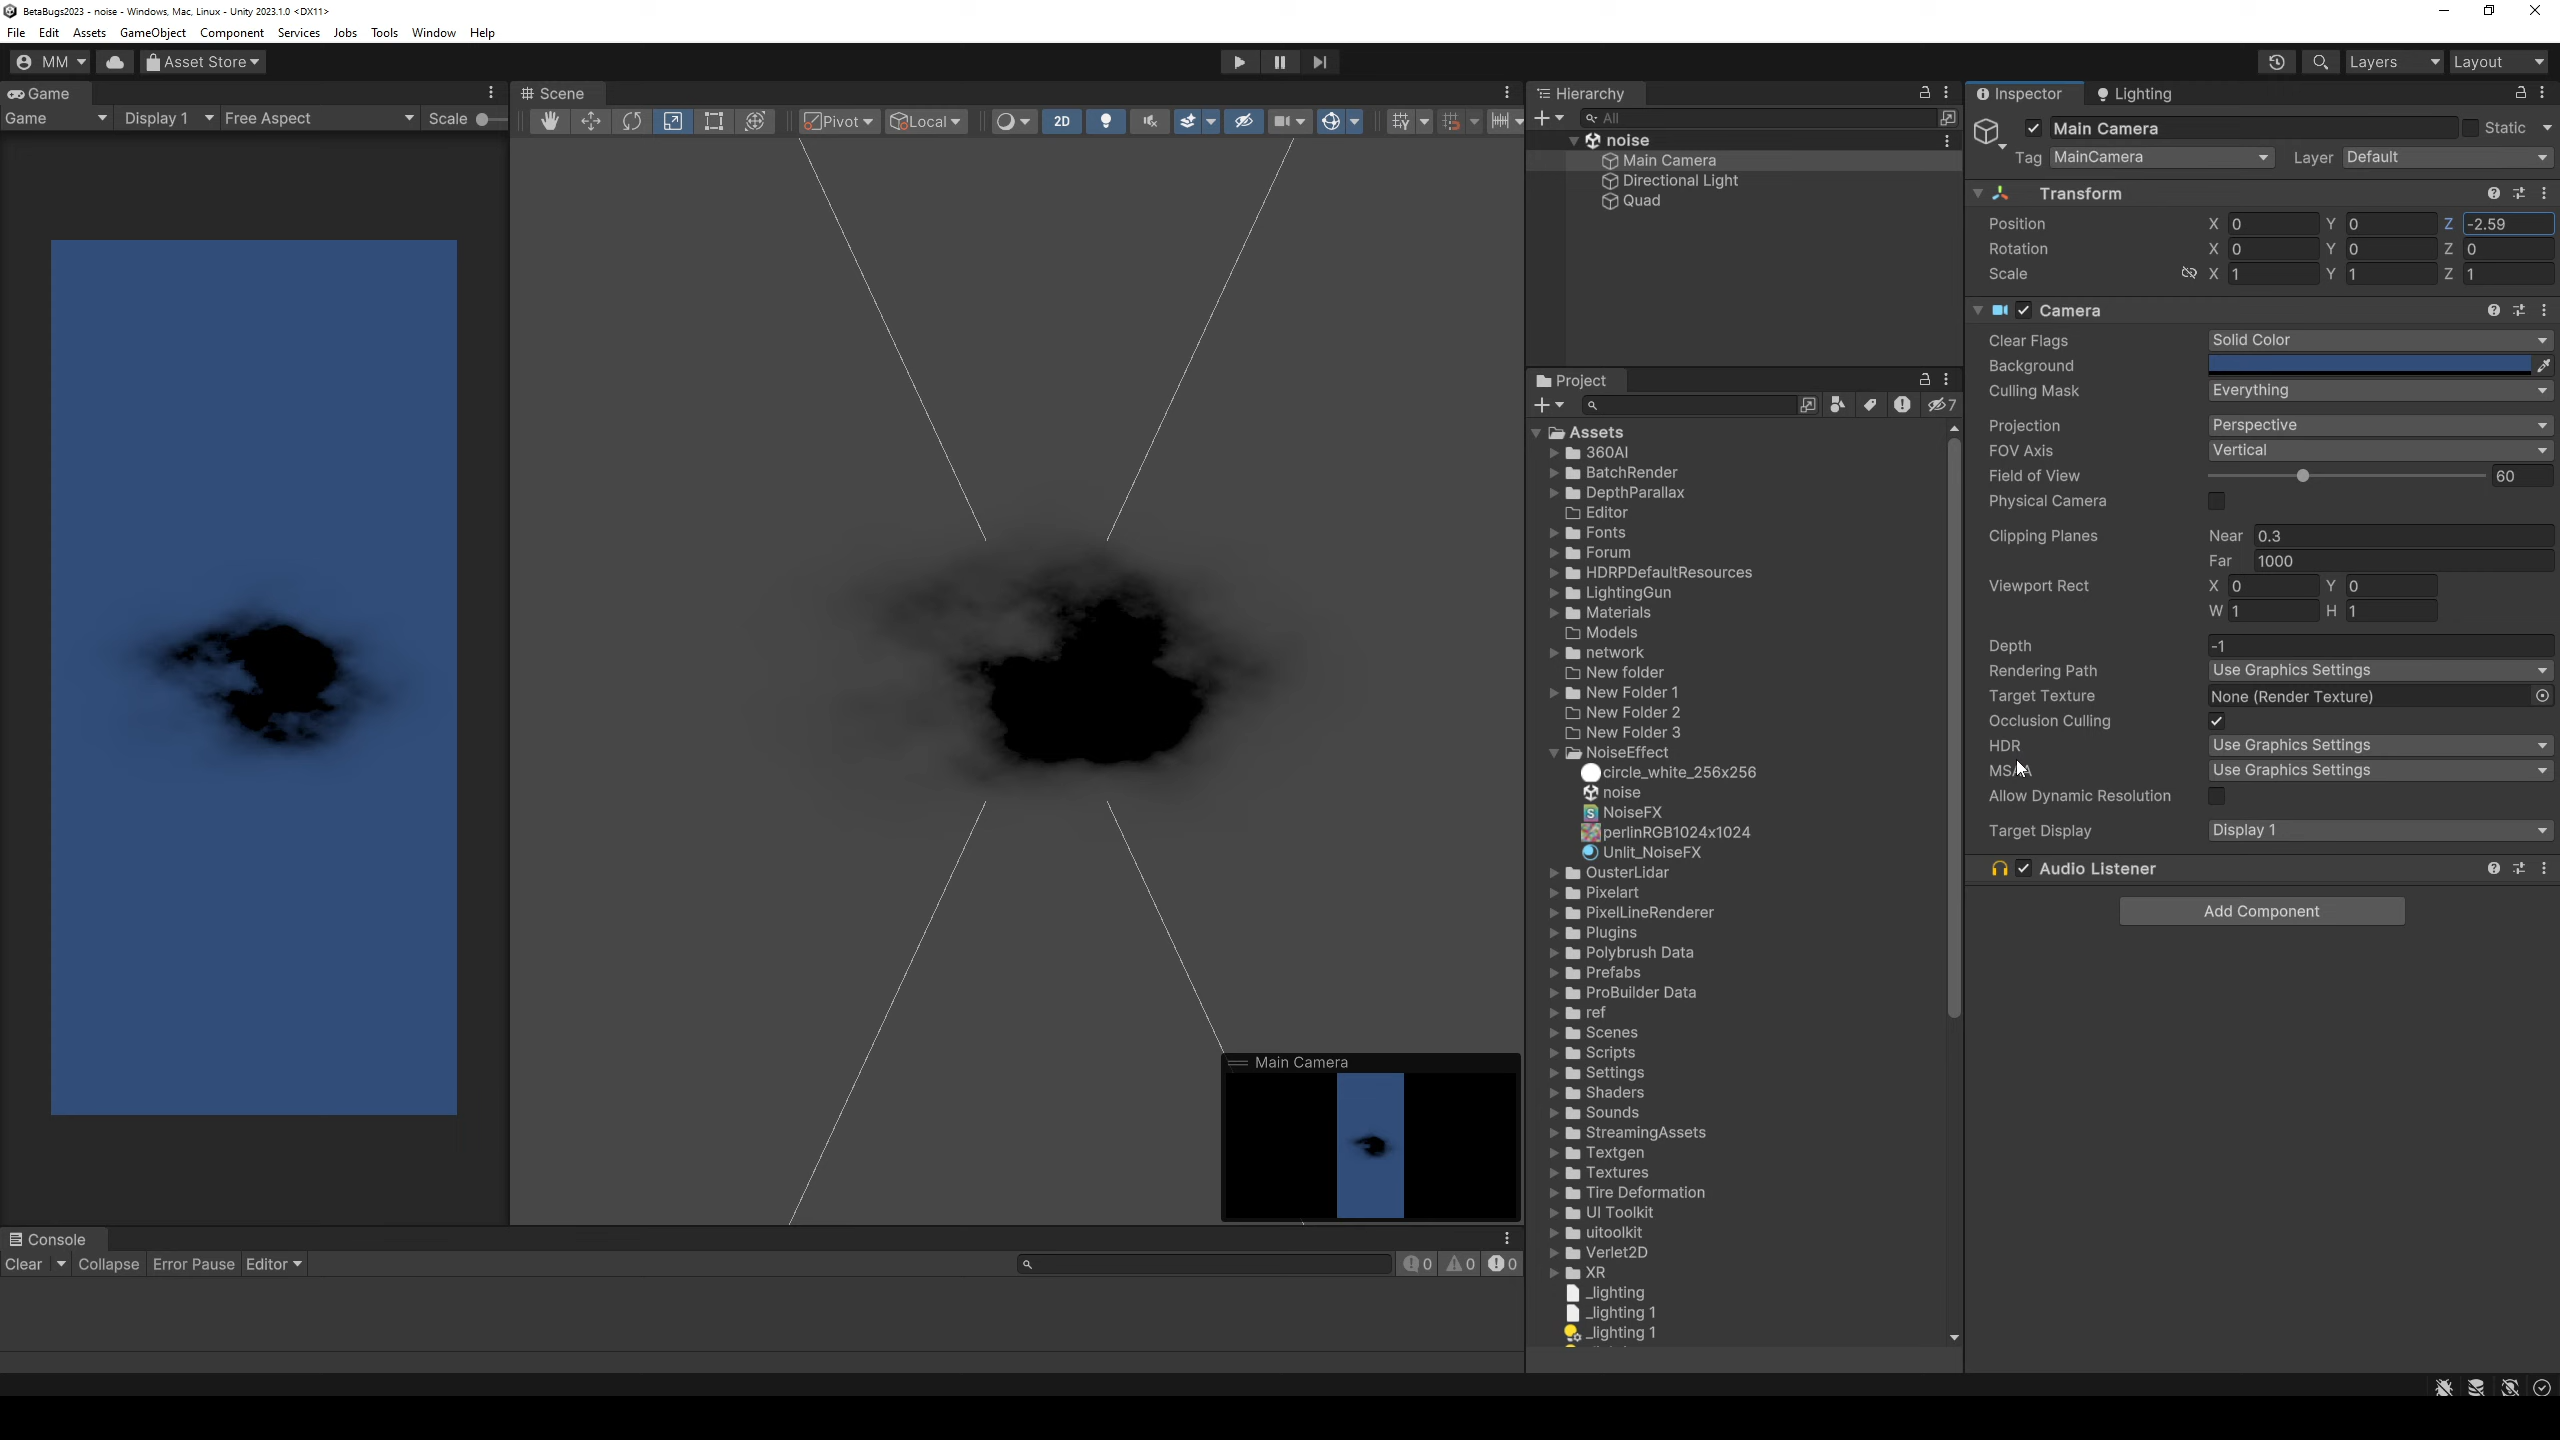 BetaBugs2023 - noise - Windows, Mac, Linux - Unity 2023.1.0 <DX11>
File Edit Assets GameObject Component Services Jobs Tools Window Help
MM Asset Store Layers Layout
Game
Game Display 1 Free Aspect Scale
Scene
Pivot Local 2D
Main Camera
Console
Clear Collapse Error Pause Editor 0 0 0
Hierarchy
All
noise
Main Camera
Directional Light
Quad
Project
7
Assets
360AI
BatchRender
DepthParallax
Editor
Fonts
Forum
HDRPDefaultResources
LightingGun
Materials
Models
network
New folder
New Folder 1
New Folder 2
New Folder 3
NoiseEffect
circle_white_256x256
noise
NoiseFX
perlinRGB1024x1024
Unlit_NoiseFX
OusterLidar
Pixelart
PixelLineRenderer
Plugins
Polybrush Data
Prefabs
ProBuilder Data
ref
Scenes
Scripts
Settings
Shaders
Sounds
StreamingAssets
Textgen
Textures
Tire Deformation
UI Toolkit
uitoolkit
Verlet2D
XR
_lighting
_lighting 1
_lighting 1
Inspector Lighting
Main Camera Static
Tag MainCamera Layer Default
Transform
Position X 0 Y 0 Z -2.59
Rotation X 0 Y 0 Z 0
Scale X 1 Y 1 Z 1
Camera
Clear Flags Solid Color
Background
Culling Mask Everything
Projection Perspective
FOV Axis Vertical
Field of View 60
Physical Camera
Clipping Planes Near 0.3
Far 1000
Viewport Rect X 0 Y 0
W 1 H 1
Depth -1
Rendering Path Use Graphics Settings
Target Texture None (Render Texture)
Occlusion Culling
HDR Use Graphics Settings
MSAA Use Graphics Settings
Allow Dynamic Resolution
Target Display Display 1
Audio Listener
Add Component